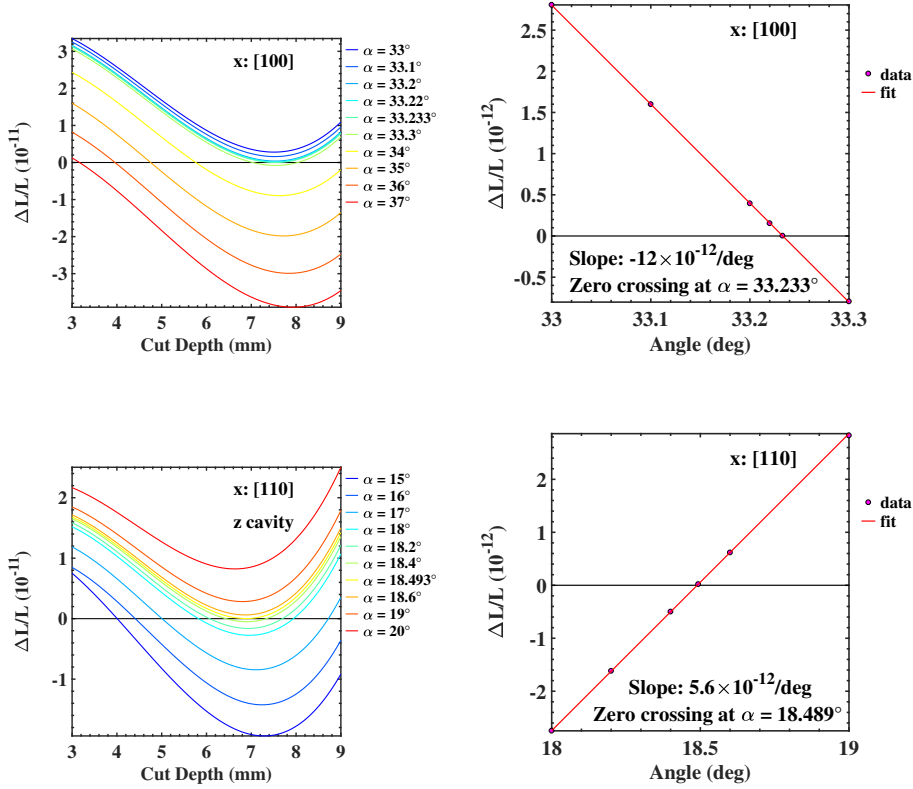 x: [100]
3
2
1
0
-1
-2
-3
3 4 5 6 7 8 9
Cut Depth (mm)
ΔL/L (10⁻¹¹)
α = 33°
α = 33.1°
α = 33.2°
α = 33.22°
α = 33.233°
α = 33.3°
α = 34°
α = 35°
α = 36°
α = 37°
x: [100]
2.5
2
1.5
1
0.5
0
-0.5
33 33.1 33.2 33.3
Angle (deg)
ΔL/L (10⁻¹²)
Slope: -12×10⁻¹²/deg
Zero crossing at α = 33.233°
data
fit
x: [110]
z cavity
2
1
0
-1
3 4 5 6 7 8 9
Cut Depth (mm)
ΔL/L (10⁻¹¹)
α = 15°
α = 16°
α = 17°
α = 18°
α = 18.2°
α = 18.4°
α = 18.493°
α = 18.6°
α = 19°
α = 20°
x: [110]
2
1
0
-1
-2
18 18.5 19
Angle (deg)
ΔL/L (10⁻¹²)
Slope: 5.6×10⁻¹²/deg
Zero crossing at α = 18.489°
data
fit